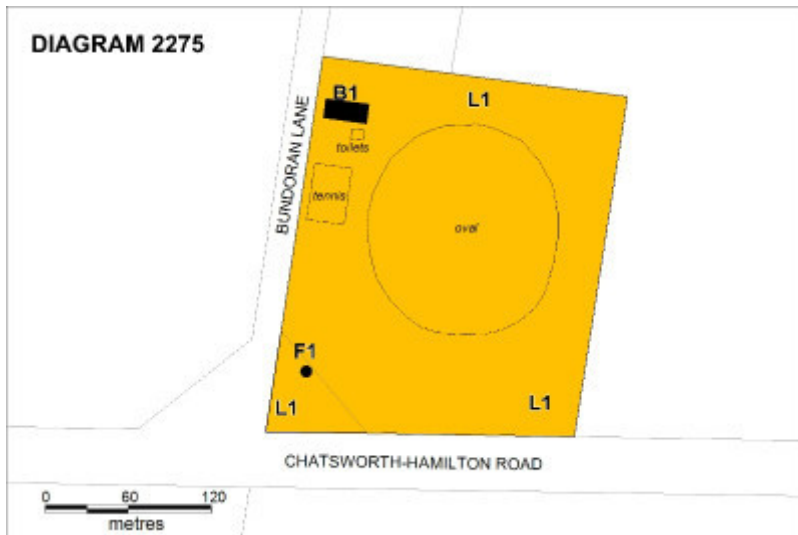 DIAGRAM 2275
B1
L1
BUNDORAN LANE
toilets
tennis
oval
F1
L1
L1
CHATSWORTH-HAMILTON ROAD
0 60 120
metres